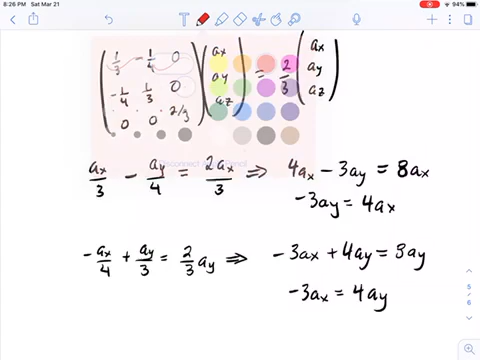 8:26 PM Sat Mar 21 94%
( 1/3 -1/4 0 ) ( ax ) = 2/3 ( ax )
( -1/4 1/3 0 ) ( ay ) ( ay )
( 0 0 2/3 ) ( az ) ( az )
ax/3 - ay/4 = 2ax/3 ⇒ 4ax - 3ay = 8ax
-3ay = 4ax
-ax/4 + ay/3 = 2/3 ay ⇒ -3ax + 4ay = 8ay
-3ax = 4ay
5
/
6